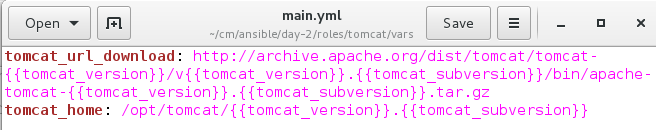 Open
main.yml
~/cm/ansible/day-2/roles/tomcat/vars
Save
tomcat_url_download: http://archive.apache.org/dist/tomcat/tomcat-
{{tomcat_version}}/v{{tomcat_version}}.{{tomcat_subversion}}/bin/apache-
tomcat-{{tomcat_version}}.{{tomcat_subversion}}.tar.gz
tomcat_home: /opt/tomcat/{{tomcat_version}}.{{tomcat_subversion}}